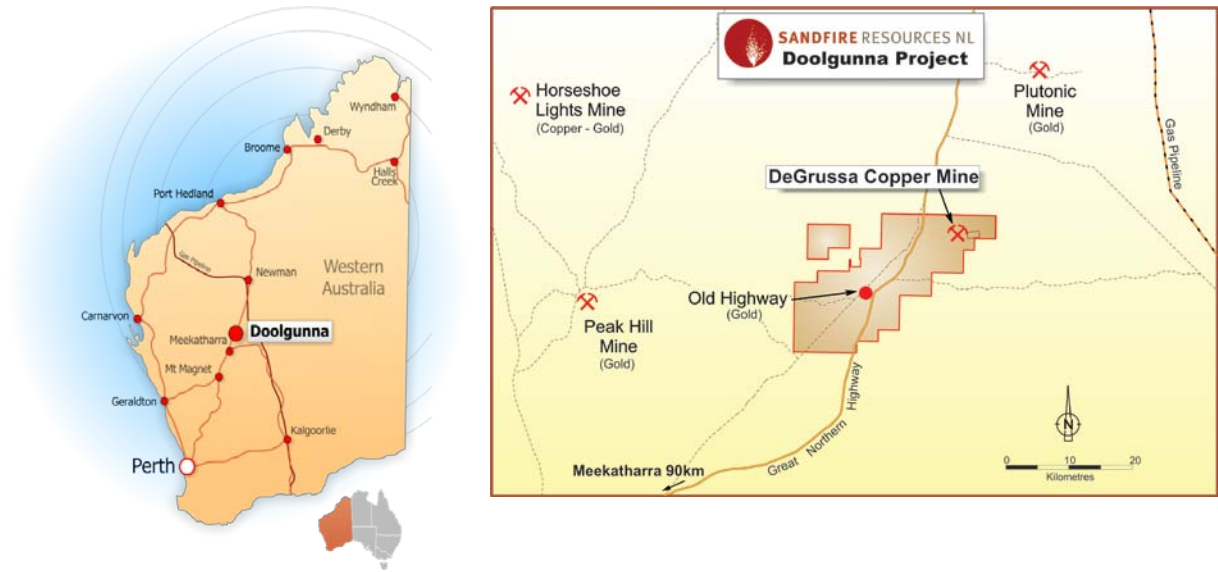 Wyndham
Derby
Broome
Halls
Creek
Port Hedland
Gas Pipeline
Newman
Western
Australia
Carnarvon
Doolgunna
Meekatharra
Mt Magnet
Geraldton
Kalgoorlie
Perth
SANDFIRE RESOURCES NL
Doolgunna Project
Horseshoe
Lights Mine
(Copper - Gold)
Plutonic
Mine
(Gold)
Gas Pipeline
DeGrussa Copper Mine
Old Highway
(Gold)
Peak Hill
Mine
(Gold)
Great Northern Highway
Meekatharra 90km
N
0 10 20
Kilometres